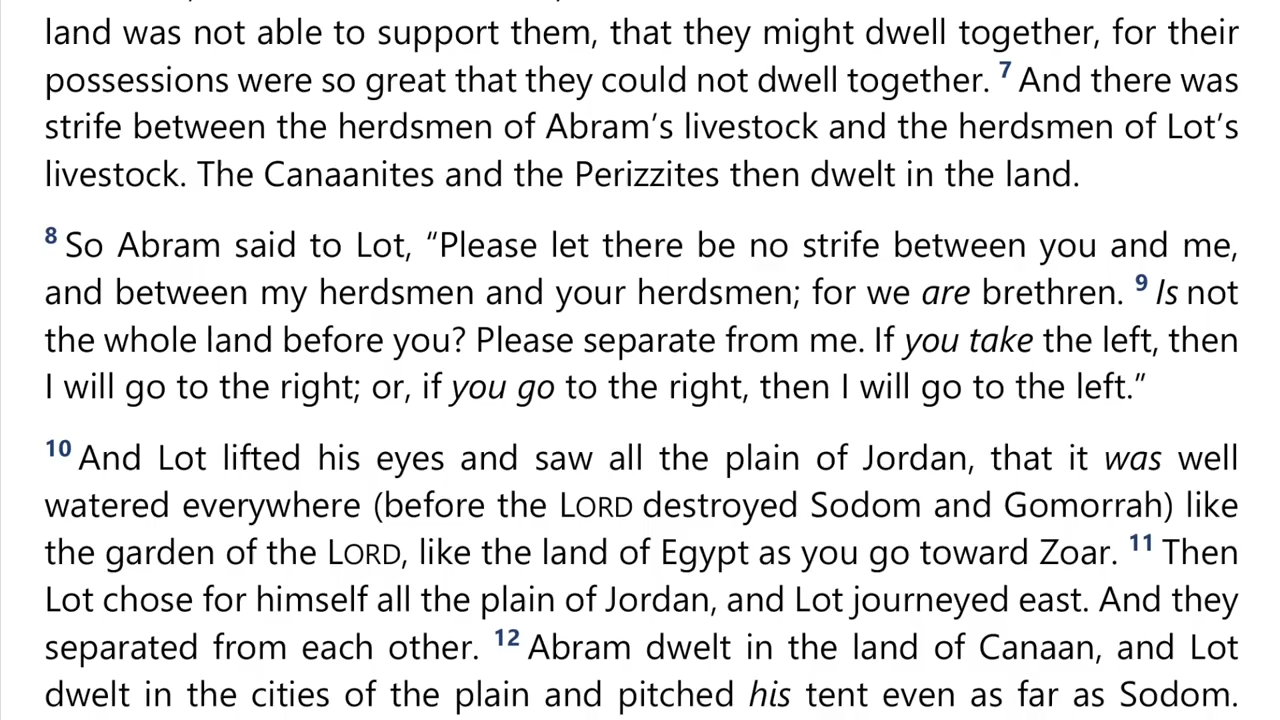 land was not able to support them, that they might dwell together, for their
possessions were so great that they could not dwell together. 7 And there was
strife between the herdsmen of Abram’s livestock and the herdsmen of Lot’s
livestock. The Canaanites and the Perizzites then dwelt in the land.
8 So Abram said to Lot, “Please let there be no strife between you and me,
and between my herdsmen and your herdsmen; for we are brethren. 9 Is not
the whole land before you? Please separate from me. If you take the left, then
I will go to the right; or, if you go to the right, then I will go to the left.”
10 And Lot lifted his eyes and saw all the plain of Jordan, that it was well
watered everywhere (before the LORD destroyed Sodom and Gomorrah) like
the garden of the LORD, like the land of Egypt as you go toward Zoar. 11 Then
Lot chose for himself all the plain of Jordan, and Lot journeyed east. And they
separated from each other. 12 Abram dwelt in the land of Canaan, and Lot
dwelt in the cities of the plain and pitched his tent even as far as Sodom.